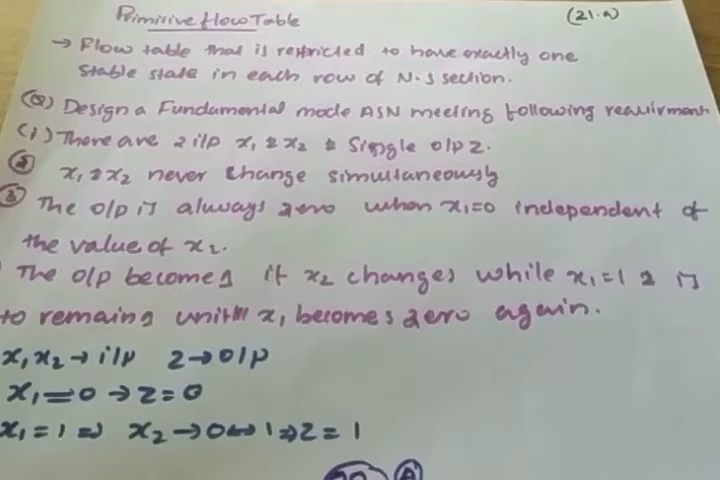 Primitive flow Table
(21.a)
→ Flow table that is restricted to have exactly one
stable state in each row of N.S section.
(Q) Design a Fundamental mode ASN meeting following reauirment
(1) There are 2 i/p x₁ & x₂ & Single o/p z.
② x₁ & x₂ never change simultaneously
③ The o/p is always zero when x₁=0 independent of
the value of x₂.
The o/p becomes 1 if x₂ changes while x₁=1 & is
to remaining until x₁ becomes zero again.
x₁ x₂ → i/p z → o/p
x₁=0 → z=0
x₁=1 ⇒ x₂ → 0↔1 ⇒ z=1
A